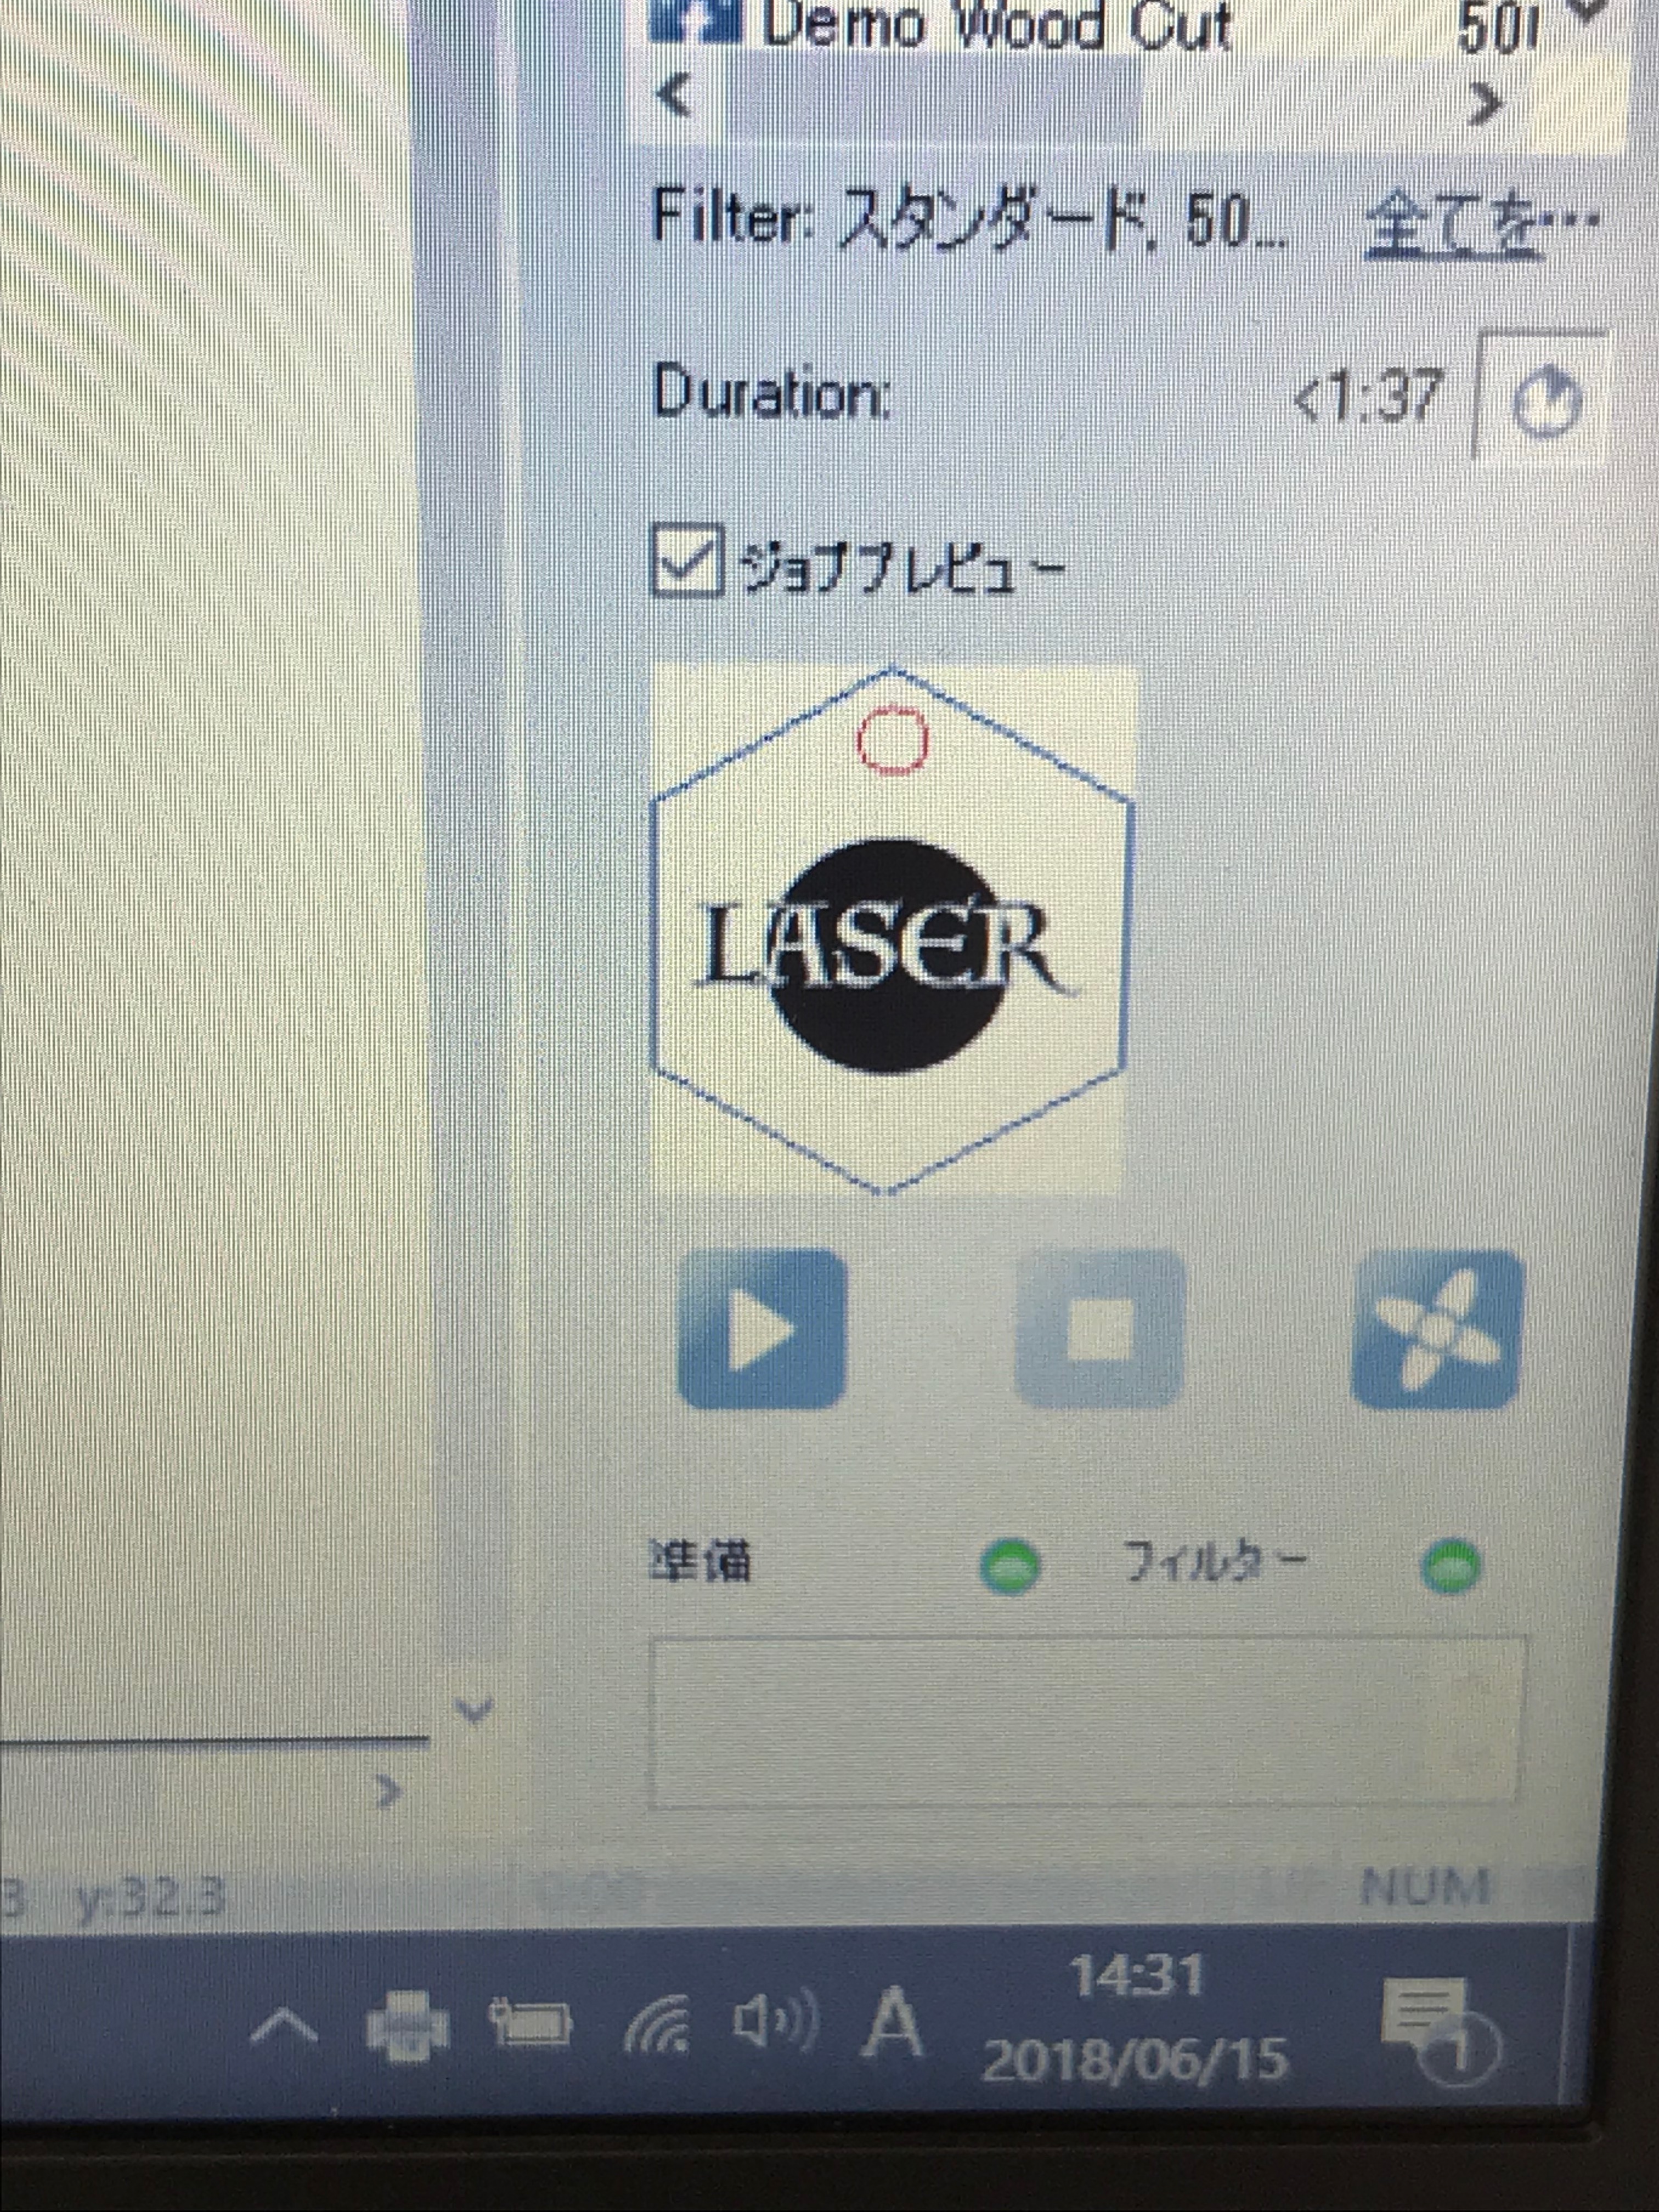 Demo Wood Cut
Filter: スタンダード, 50... 全てを…
Duration: <1:37
ジョブプレビュー
LASER
準備 フィルター
3 y:32.3
NUM
A 14:31
2018/06/15
1